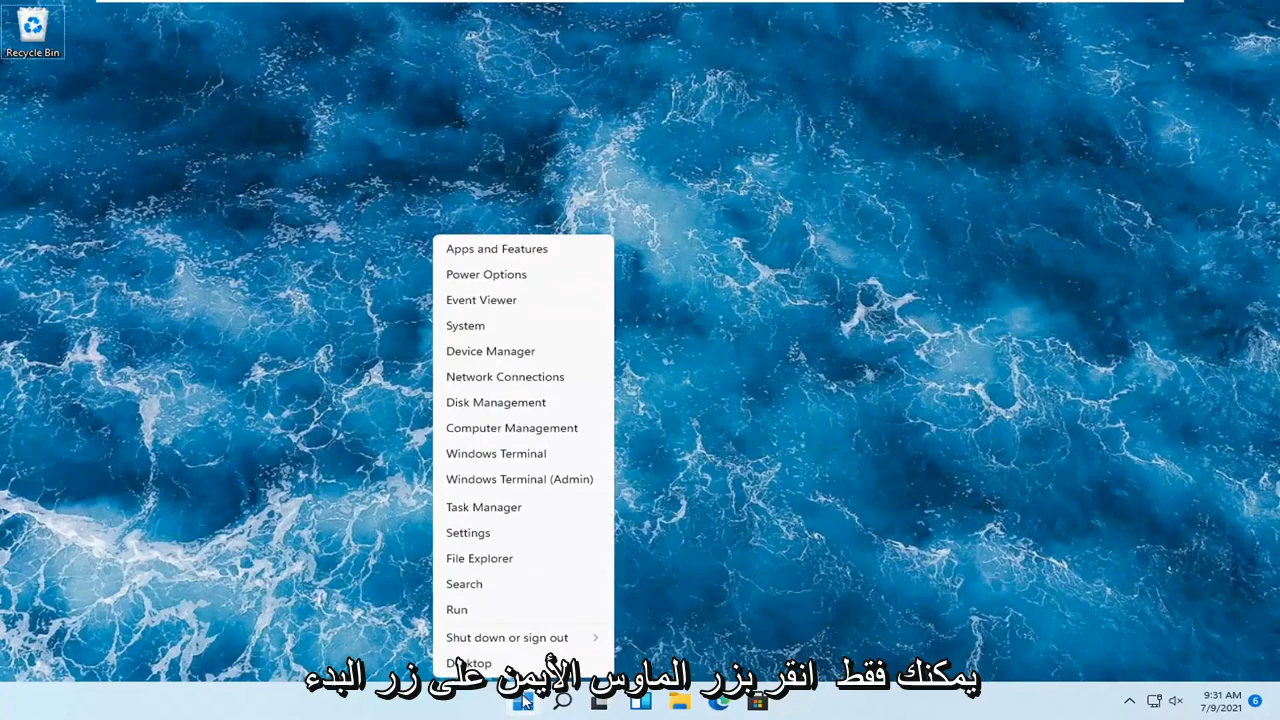 Recycle Bin
Apps and Features
Power Options
Event Viewer
System
Device Manager
Network Connections
Disk Management
Computer Management
Windows Terminal
Windows Terminal (Admin)
Task Manager
Settings
File Explorer
Search
Run
Shut down or sign out
Desktop
يمكنك فقط انقر بزر الماوس الأيمن على زر البدء
9:31 AM
7/9/2021
6